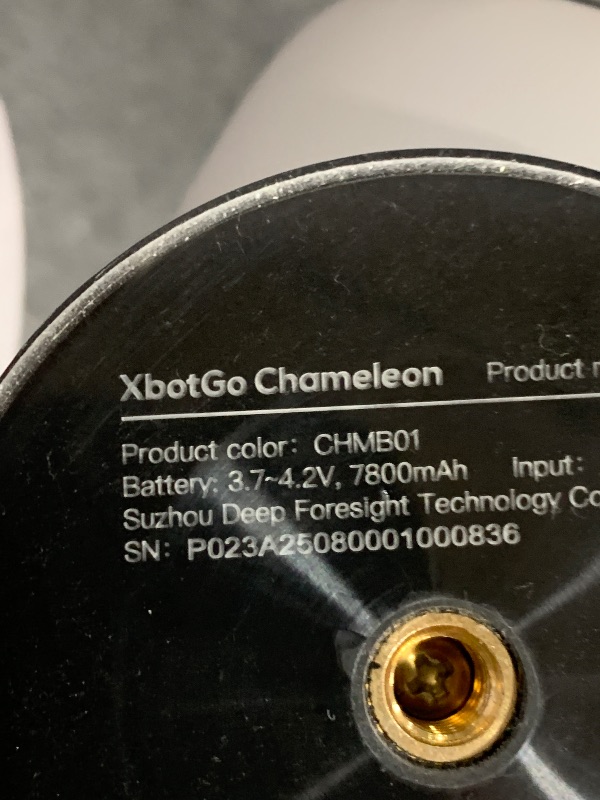 XbotGo Chameleon Product
Product color: CHMB01
Battery: 3.7~4.2V, 7800mAh Input:
Suzhou Deep Foresight Technology Co
SN: P023A25080001000836